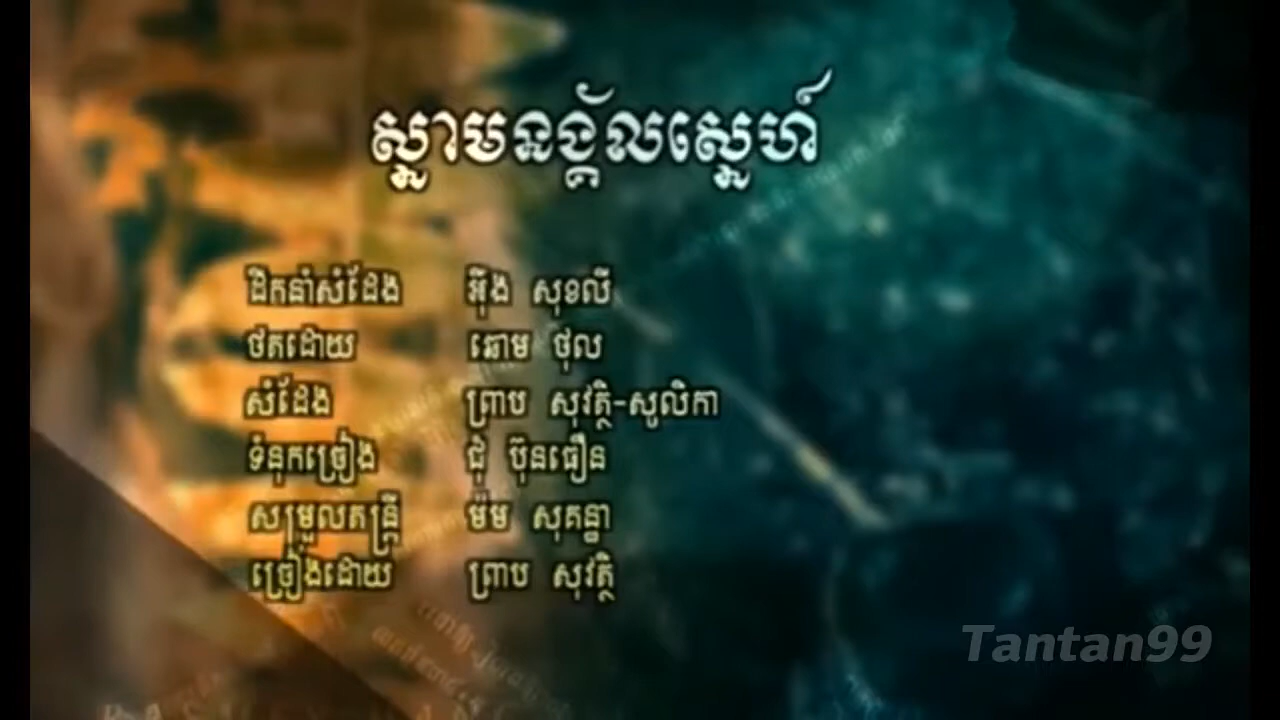 ស្នាមនង្គ័លស្នេហ៍
ដឹកនាំសំដែង អ៊ឹង សុខលី
ថតដោយ ឆោម ថុល
សំដែង ព្រាប សុវត្ថិ-សូលិកា
ទំនុកច្រៀង ជុំ ប៊ុនធឿន
សម្រួលតន្ត្រី ម៉ម សុគន្ធា
ច្រៀងដោយ ព្រាប សុវត្ថិ
Tantan99